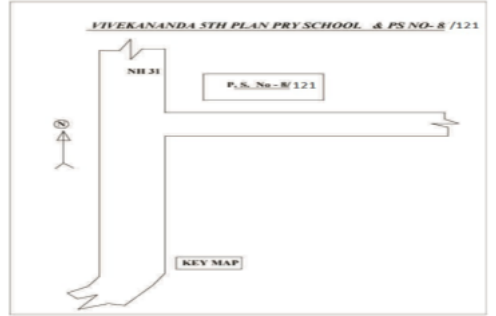 VIVEKANANDA 5TH PLAN PRY SCHOOL & PS NO- 8 /121
NH 31
P. S. No - 8/ 121
N
KEY MAP